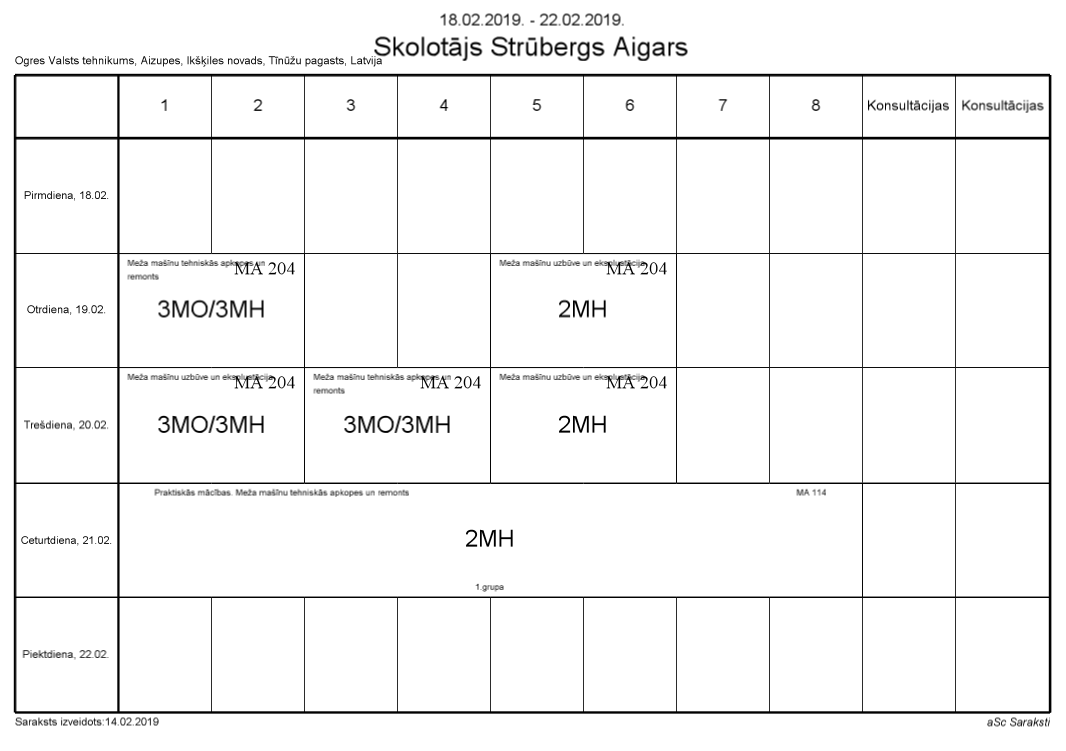 18.02.2019. - 22.02.2019.
Skolotājs Strūbergs Aigars
Ogres Valsts tehnikums, Aizupes, Ikšķiles novads, Tīnūžu pagasts, Latvija
1 2 3 4 5 6 7 8 Konsultācijas Konsultācijas
Pirmdiena, 18.02.
Otrdiena, 19.02.
Meža mašīnu tehniskās apkopes un
remonts
MA 204
3MO/3MH
Meža mašīnu uzbūve un ekspluatācija
MA 204
2MH
Trešdiena, 20.02.
Meža mašīnu uzbūve un ekspluatācija
MA 204
3MO/3MH
Meža mašīnu tehniskās apkopes un
remonts
MA 204
3MO/3MH
Meža mašīnu uzbūve un ekspluatācija
MA 204
2MH
Ceturtdiena, 21.02.
Praktiskās mācības. Meža mašīnu tehniskās apkopes un remonts
MA 114
2MH
1.grupa
Piektdiena, 22.02.
Saraksts izveidots:14.02.2019
aSc Saraksti